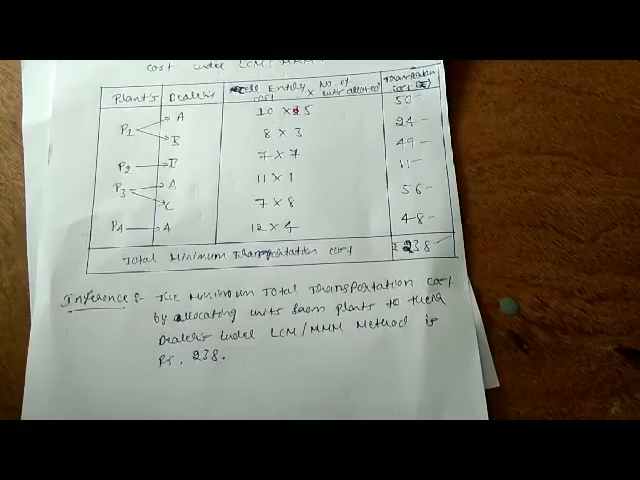 cost under LCM/MMM.
Plant's Dealer's Cell Entity cost × No. of units alloted Transportation cost (₹)
P1 → A 10 × 5 50
→ B 8 × 3 24
P2 → B 7 × 7 49
P3 → A 11 × 1 11
→ C 7 × 8 56
P4 → A 12 × 4 48
Total Minimum Transportation cost 238
Inference :- The Minimum Total Transportation cost
by allocating units from plants to their
Dealer's under LCM/MMM Method is
Rs. 238.